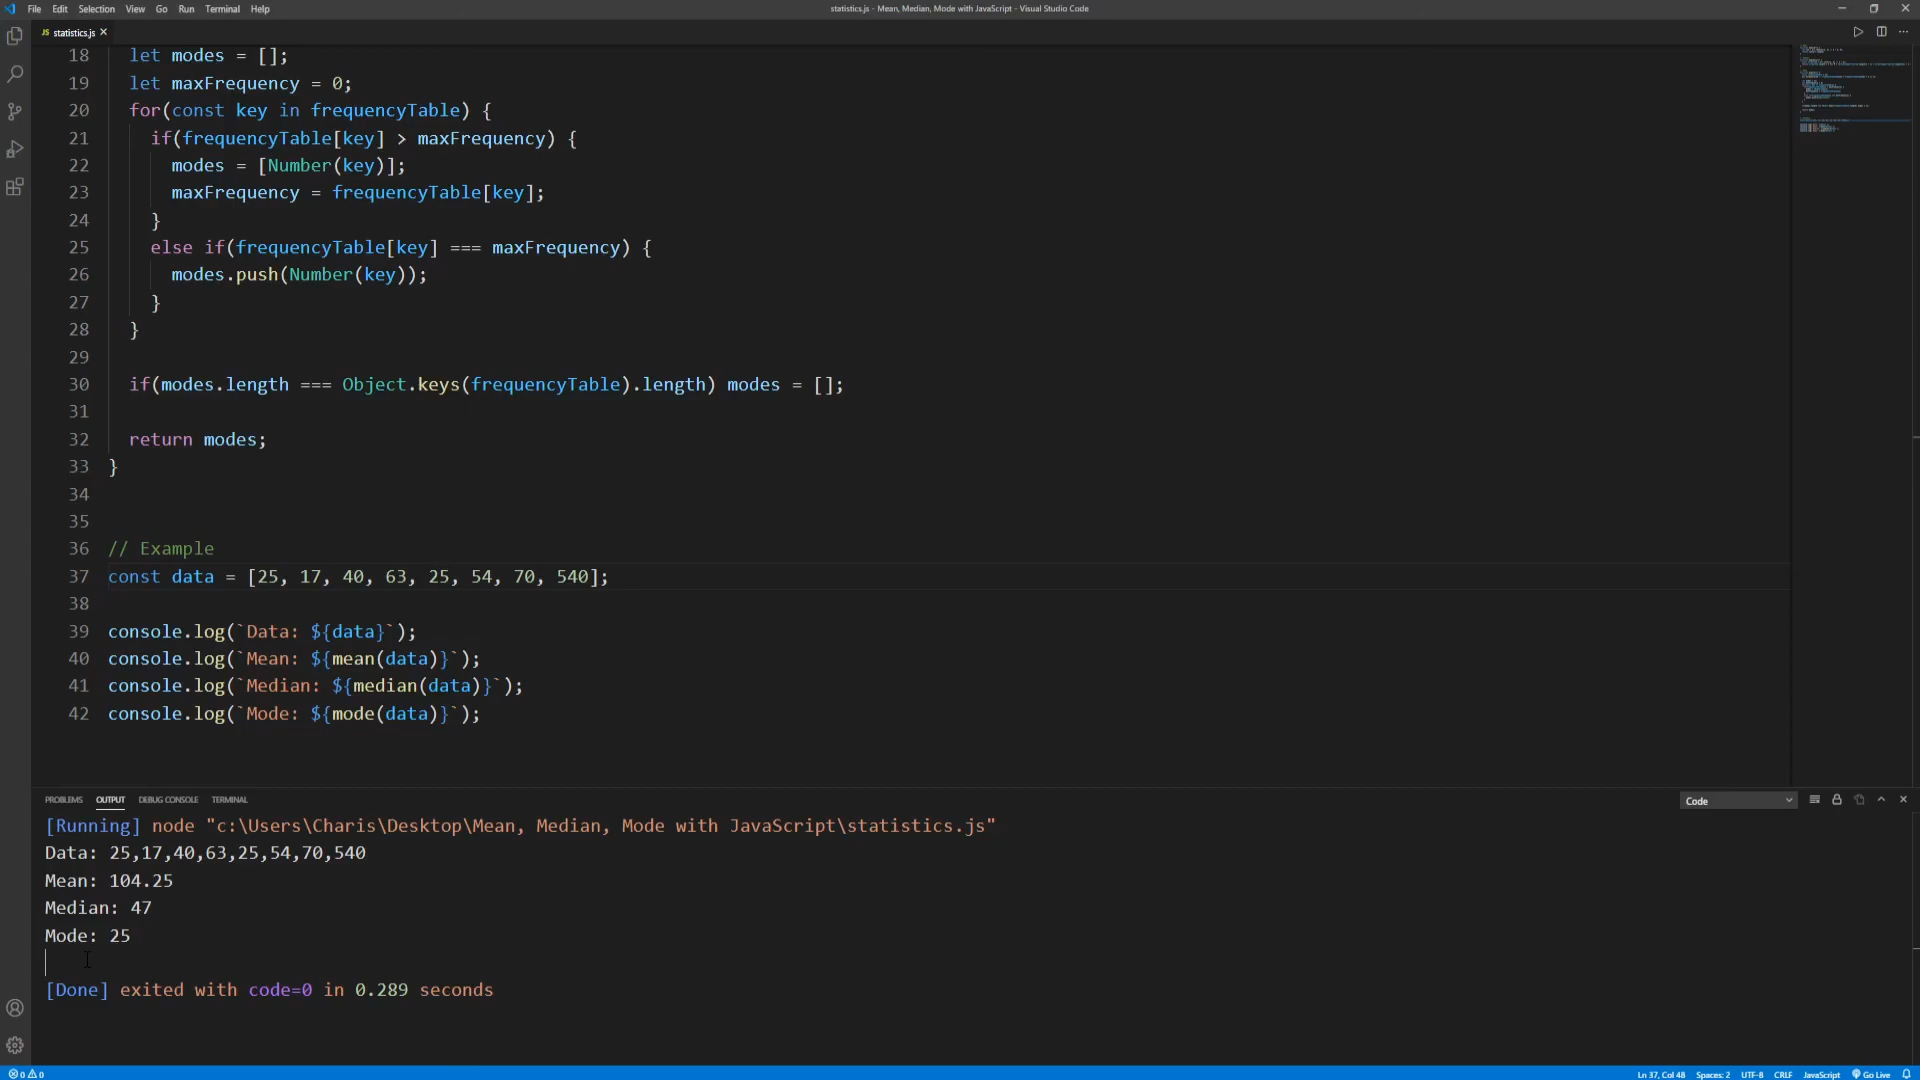 File Edit Selection View Go Run Terminal Help
statistics.js - Mean, Median, Mode with JavaScript - Visual Studio Code
JS statistics.js
18 let modes = [];
19 let maxFrequency = 0;
20 for(const key in frequencyTable) {
21 if(frequencyTable[key] > maxFrequency) {
22 modes = [Number(key)];
23 maxFrequency = frequencyTable[key];
24 }
25 else if(frequencyTable[key] === maxFrequency) {
26 modes.push(Number(key));
27 }
28 }
29
30 if(modes.length === Object.keys(frequencyTable).length) modes = [];
31
32 return modes;
33 }
34
35
36 // Example
37 const data = [25, 17, 40, 63, 25, 54, 70, 540];
38
39 console.log(`Data: ${data}`);
40 console.log(`Mean: ${mean(data)}`);
41 console.log(`Median: ${median(data)}`);
42 console.log(`Mode: ${mode(data)}`);
PROBLEMS OUTPUT DEBUG CONSOLE TERMINAL
Code
[Running] node "c:\Users\Charis\Desktop\Mean, Median, Mode with JavaScript\statistics.js"
Data: 25,17,40,63,25,54,70,540
Mean: 104.25
Median: 47
Mode: 25
[Done] exited with code=0 in 0.289 seconds
0 0
Ln 37, Col 48 Spaces: 2 UTF-8 CRLF JavaScript Go Live